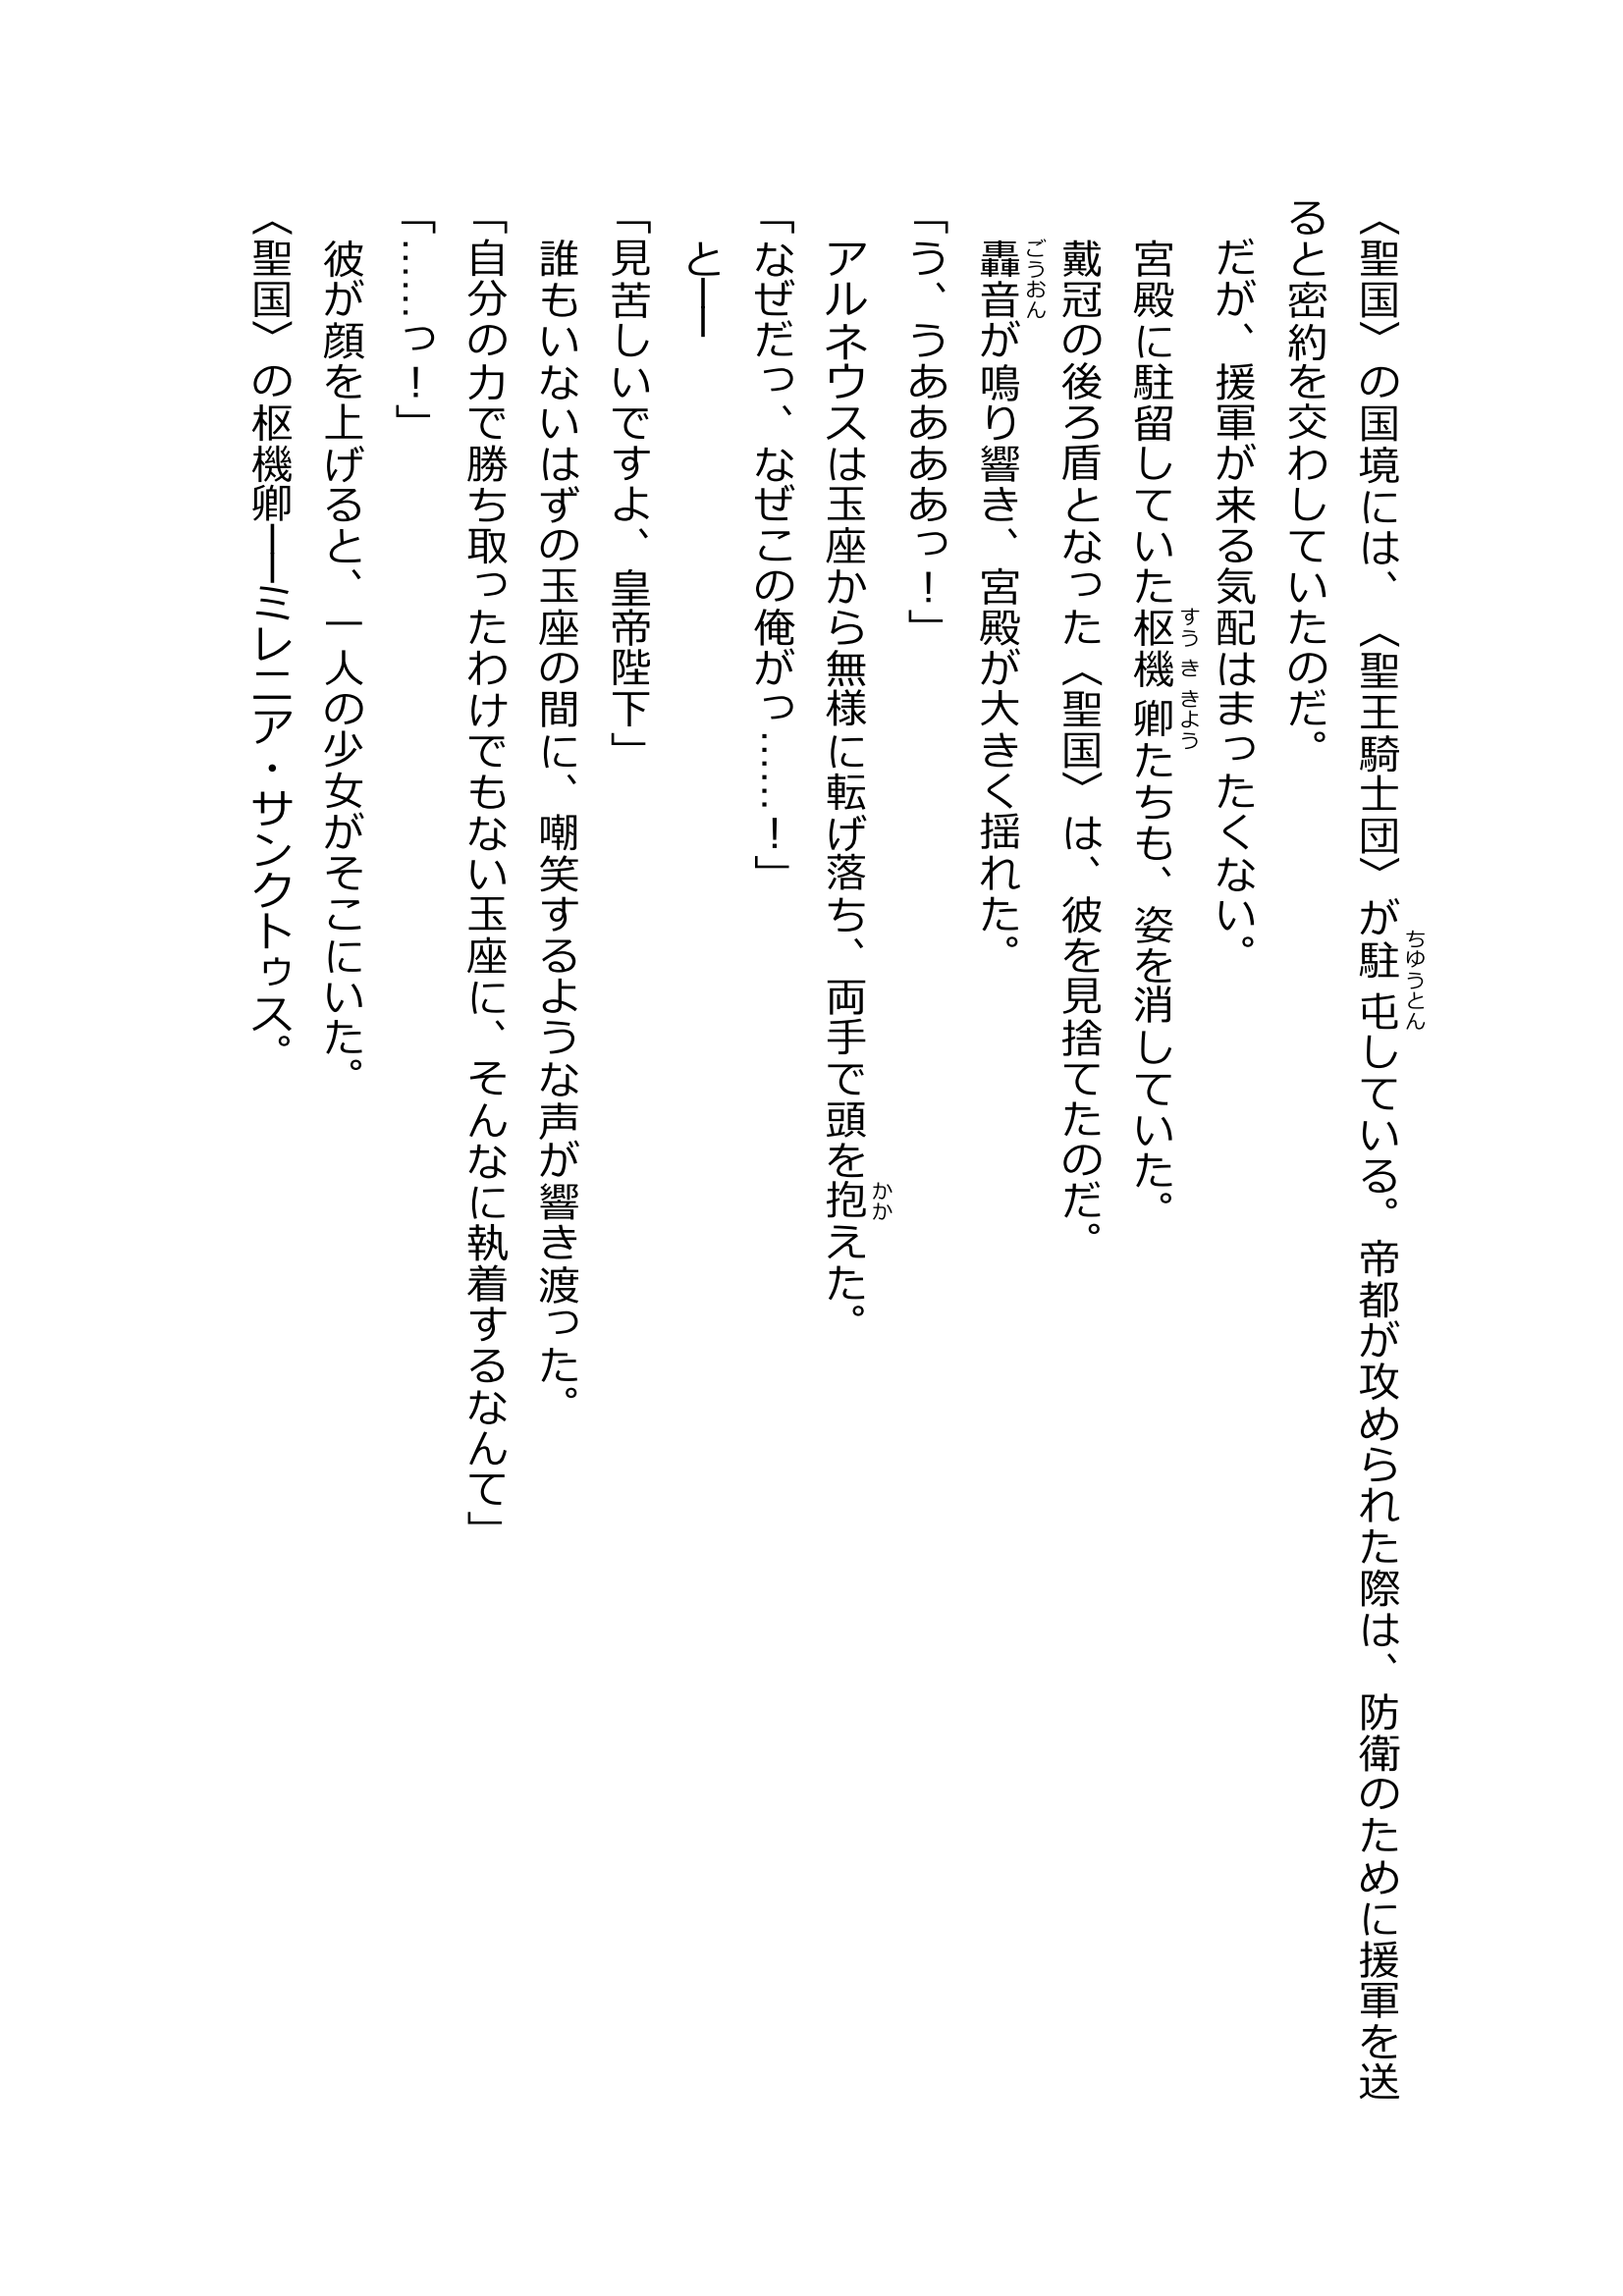 〈聖国〉の国境には、〈聖王騎士団〉が駐屯している。帝都が攻められた際は、防衛のために援軍を送
ると密約を交わしていたのだ。
だが、援軍が来る気配はまったくない。
宮殿に駐留していた枢機卿たちも、姿を消していた。
戴冠の後ろ盾となった〈聖国〉は、彼を見捨てたのだ。
轟音が鳴り響き、宮殿が大きく揺れた。
「う、うああああっ！」
アルネウスは玉座から無様に転げ落ち、両手で頭を抱えた。
「なぜだっ、なぜこの俺がっ……！」
と――
「見苦しいですよ、皇帝陛下」
誰もいないはずの玉座の間に、嘲笑するような声が響き渡った。
「自分の力で勝ち取ったわけでもない玉座に、そんなに執着するなんて」
「……っ！」
彼が顔を上げると、一人の少女がそこにいた。
〈聖国〉の枢機卿――ミレニア・サンクトゥス。